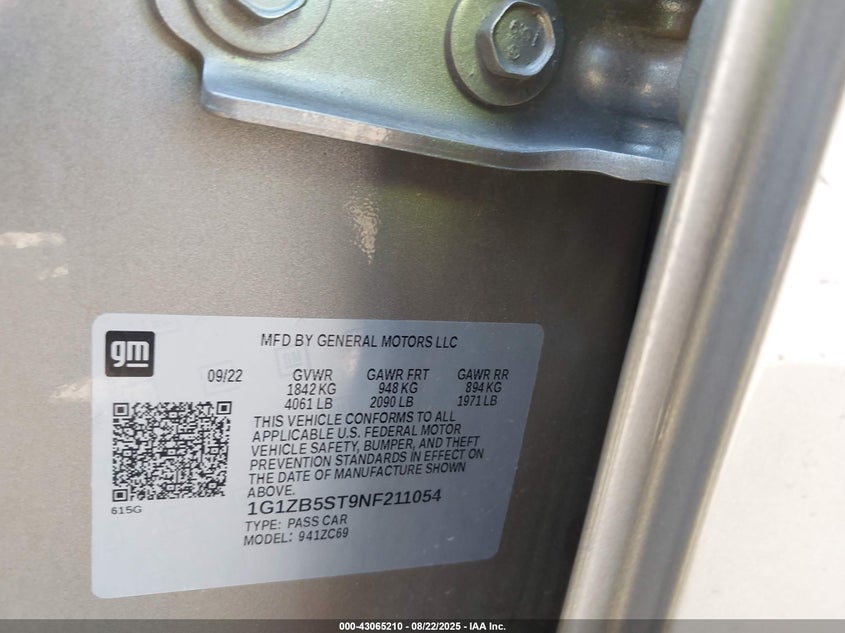 gm
MFD BY GENERAL MOTORS LLC
09/22 GVWR GAWR FRT GAWR RR
1842 KG 948 KG 894 KG
4061 LB 2090 LB 1971 LB
THIS VEHICLE CONFORMS TO ALL
APPLICABLE U.S. FEDERAL MOTOR
VEHICLE SAFETY, BUMPER, AND THEFT
PREVENTION STANDARDS IN EFFECT ON
THE DATE OF MANUFACTURE SHOWN
ABOVE.
615G
1G1ZB5ST9NF211054
TYPE: PASS CAR
MODEL: 941ZC69
000-43065210 - 08/22/2025 - IAA Inc.